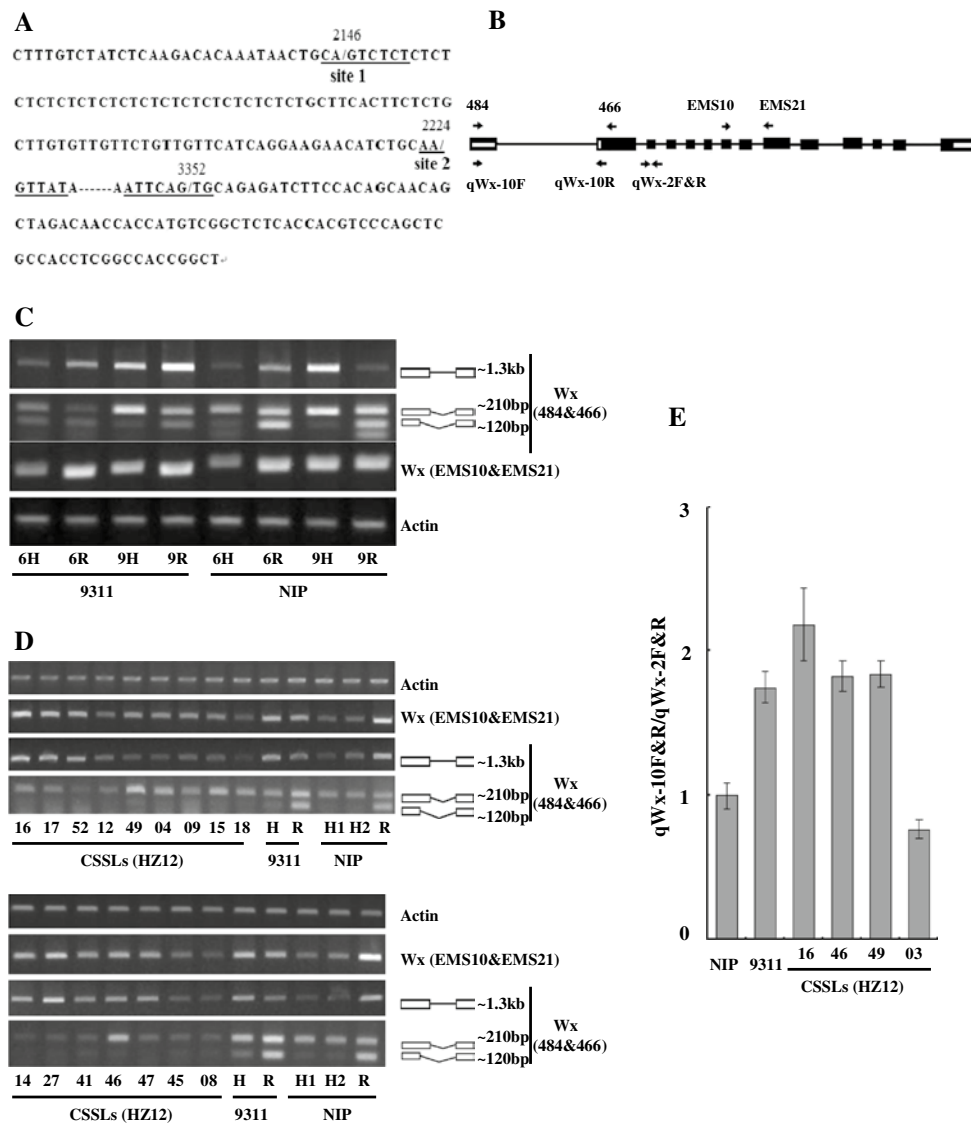 A
2146
CTTTGTCTATCTCAAGACACAAATAACTGCA/GTCTCTCTCT
site 1
CTCTCTCTCTCTCTCTCTCTCTCTCTGCTTCACTTCTCTG
CTTGTGTTGTTCTGTTGTTCATCAGGAAGAACATCTGCAA/
2224
site 2
3352
GTTATA------AATTCAG/TGCAGAGATCTTCCACAGCAACAG
CTAGACAACCACCATGTCGGCTCTCACCACGTCCCAGCTC
GCCACCTCGGCCACCGGCT
B
484 466 EMS10 EMS21
qWx-10F qWx-10R qWx-2F&R
C
~1.3kb
~210bp
~120bp
Wx
(484&466)
Wx (EMS10&EMS21)
Actin
6H 6R 9H 9R 6H 6R 9H 9R
9311 NIP
D
Actin
Wx (EMS10&EMS21)
~1.3kb
~210bp
~120bp
Wx
(484&466)
16 17 52 12 49 04 09 15 18 H R H1 H2 R
CSSLs (HZ12) 9311 NIP
Actin
Wx (EMS10&EMS21)
~1.3kb
~210bp
~120bp
Wx
(484&466)
14 27 41 46 47 45 08 H R H1 H2 R
CSSLs (HZ12) 9311 NIP
E
qWx-10F&R/qWx-2F&R
3
2
1
0
NIP 9311 16 46 49 03
CSSLs (HZ12)